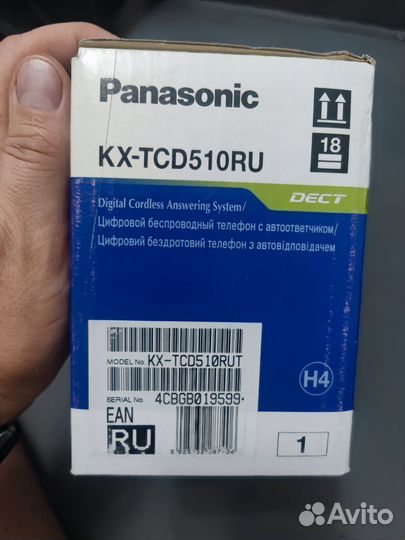 Panasonic
18
KX-TCD510RU
DECT
Digital Cordless Answering System/
Цифровой беспроводный телефон с автоответчиком/
Цифровий бездротовий телефон з автовідповідачем
MODEL No. KX-TCD510RUT
SERIAL No. 4CBGB019599*
H4
EAN
RU
1
Avito